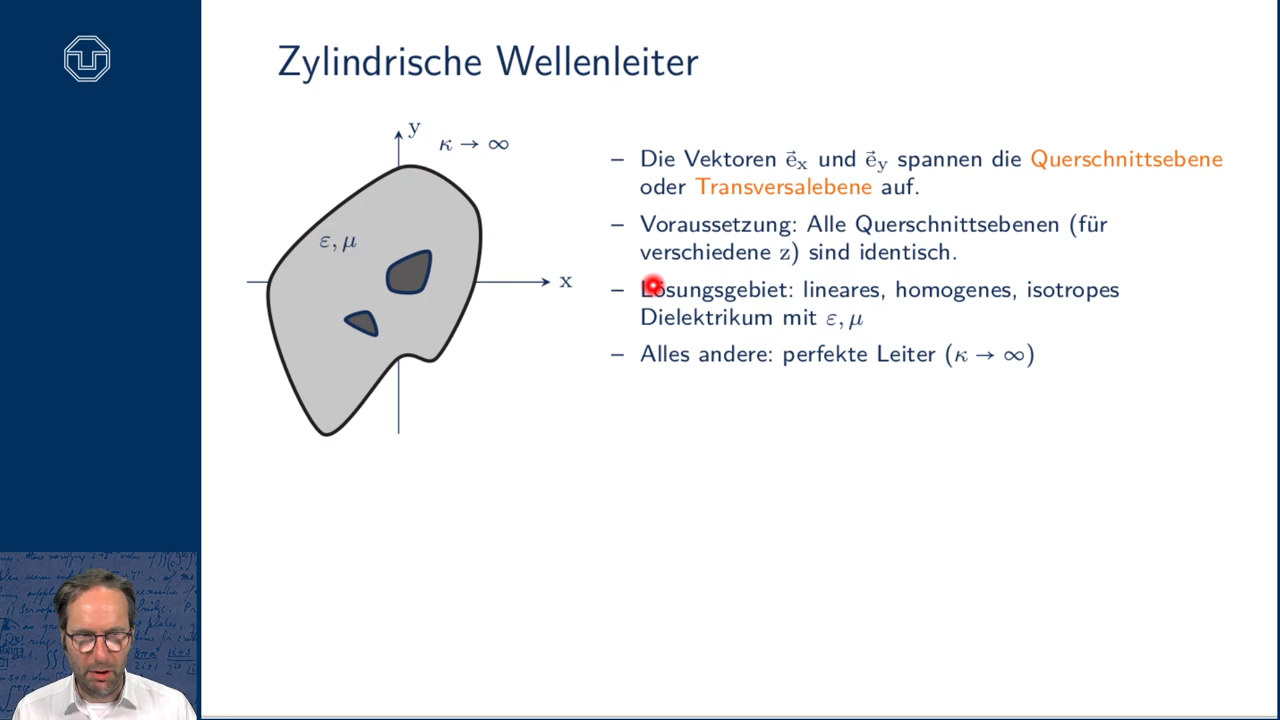 Zylindrische Wellenleiter
y
κ → ∞
ε, μ
x
– Die Vektoren e⃗x und e⃗y spannen die Querschnittsebene
oder Transversalebene auf.
– Voraussetzung: Alle Querschnittsebenen (für
verschiedene z) sind identisch.
– Lösungsgebiet: lineares, homogenes, isotropes
Dielektrikum mit ε, μ
– Alles andere: perfekte Leiter (κ → ∞)